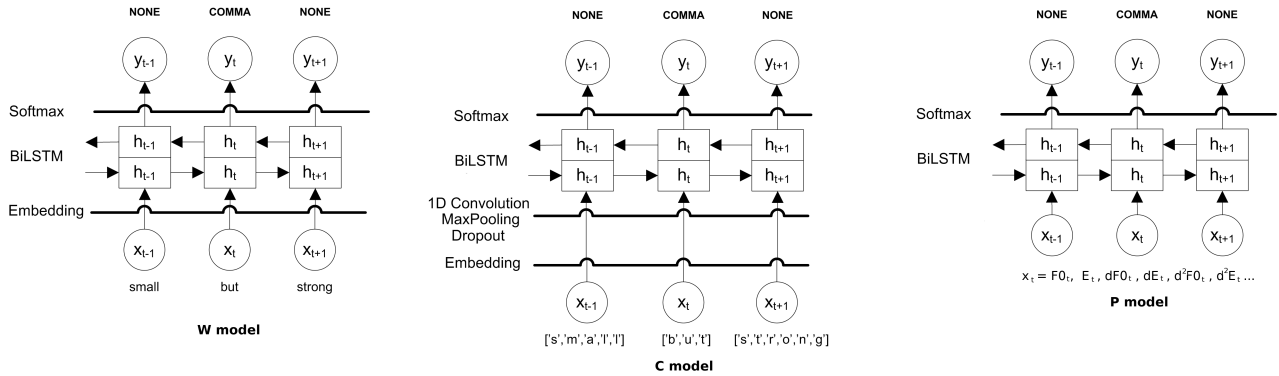 NONE COMMA NONE
yt-1 yt yt+1
Softmax
ht-1 ht ht+1
BiLSTM
ht-1 ht ht+1
Embedding
xt-1 xt xt+1
small but strong
W model
NONE COMMA NONE
yt-1 yt yt+1
Softmax
ht-1 ht ht+1
BiLSTM
ht-1 ht ht+1
1D Convolution
MaxPooling
Dropout
Embedding
xt-1 xt xt+1
['s','m','a','l','l'] ['b','u','t'] ['s','t','r','o','n','g']
C model
NONE COMMA NONE
yt-1 yt yt+1
Softmax
ht-1 ht ht+1
BiLSTM
ht-1 ht ht+1
xt-1 xt xt+1
xt = F0t, Et, dF0t, dEt, d²F0t, d²Et ...
P model